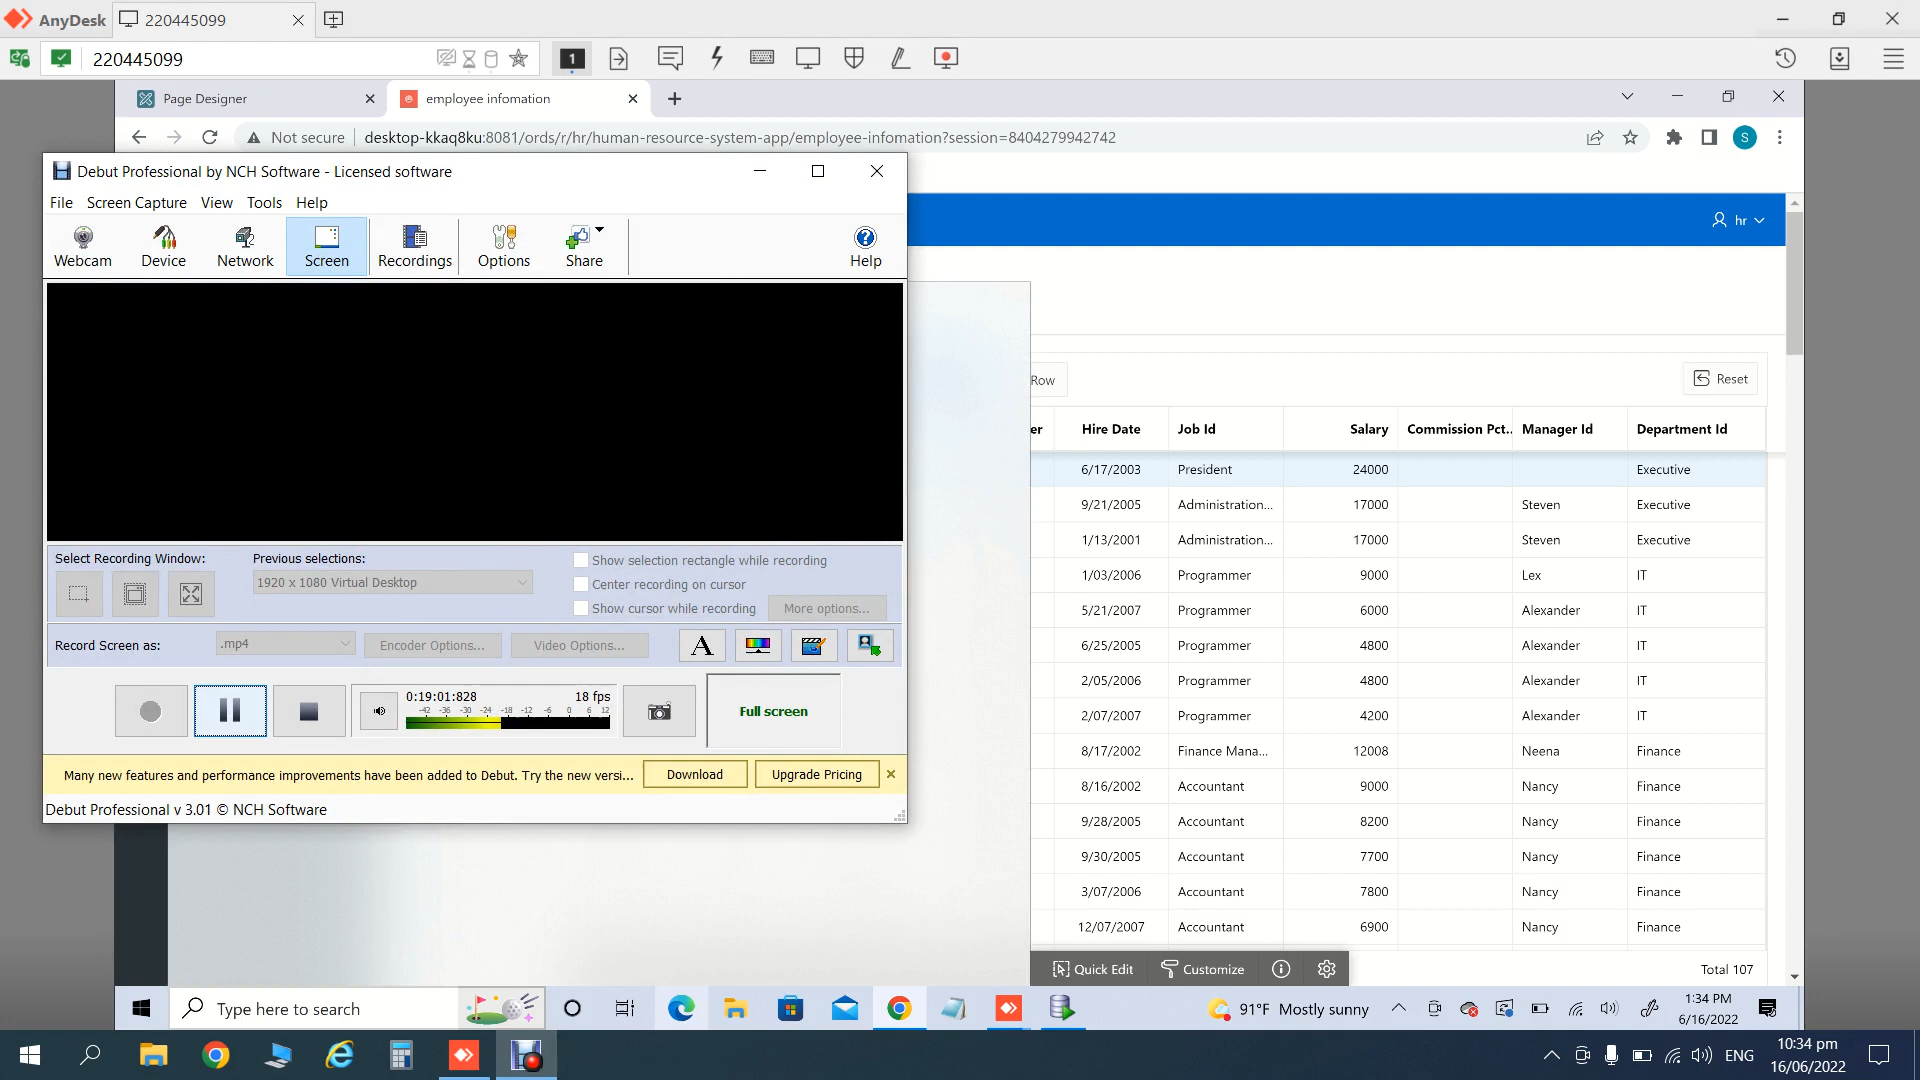 AnyDesk 220445099
220445099 1
Page Designer employee infomation
Not secure desktop-kkaq8ku:8081/ords/r/hr/human-resource-system-app/employee-infomation?session=8404279942742 S
Debut Professional by NCH Software - Licensed software
File Screen Capture View Tools Help
Webcam Device Network Screen Recordings Options Share Help
Select Recording Window: Previous selections:
1920 x 1080 Virtual Desktop
Show selection rectangle while recording
Center recording on cursor
Show cursor while recording More options...
Record Screen as: .mp4 Encoder Options... Video Options... A
0:19:01:828 18 fps
-42 -36 -30 -24 -18 -12 -6 0 6 12
Full screen
Many new features and performance improvements have been added to Debut. Try the new versi... Download Upgrade Pricing
Debut Professional v 3.01 © NCH Software
hr
Row Reset
er Hire Date Job Id Salary Commission Pct.. Manager Id Department Id
6/17/2003 President 24000 Executive
9/21/2005 Administration... 17000 Steven Executive
1/13/2001 Administration... 17000 Steven Executive
1/03/2006 Programmer 9000 Lex IT
5/21/2007 Programmer 6000 Alexander IT
6/25/2005 Programmer 4800 Alexander IT
2/05/2006 Programmer 4800 Alexander IT
2/07/2007 Programmer 4200 Alexander IT
8/17/2002 Finance Mana... 12008 Neena Finance
8/16/2002 Accountant 9000 Nancy Finance
9/28/2005 Accountant 8200 Nancy Finance
9/30/2005 Accountant 7700 Nancy Finance
3/07/2006 Accountant 7800 Nancy Finance
12/07/2007 Accountant 6900 Nancy Finance
Quick Edit Customize Total 107
Type here to search 91°F Mostly sunny 1:34 PM
6/16/2022
ENG 10:34 pm
16/06/2022